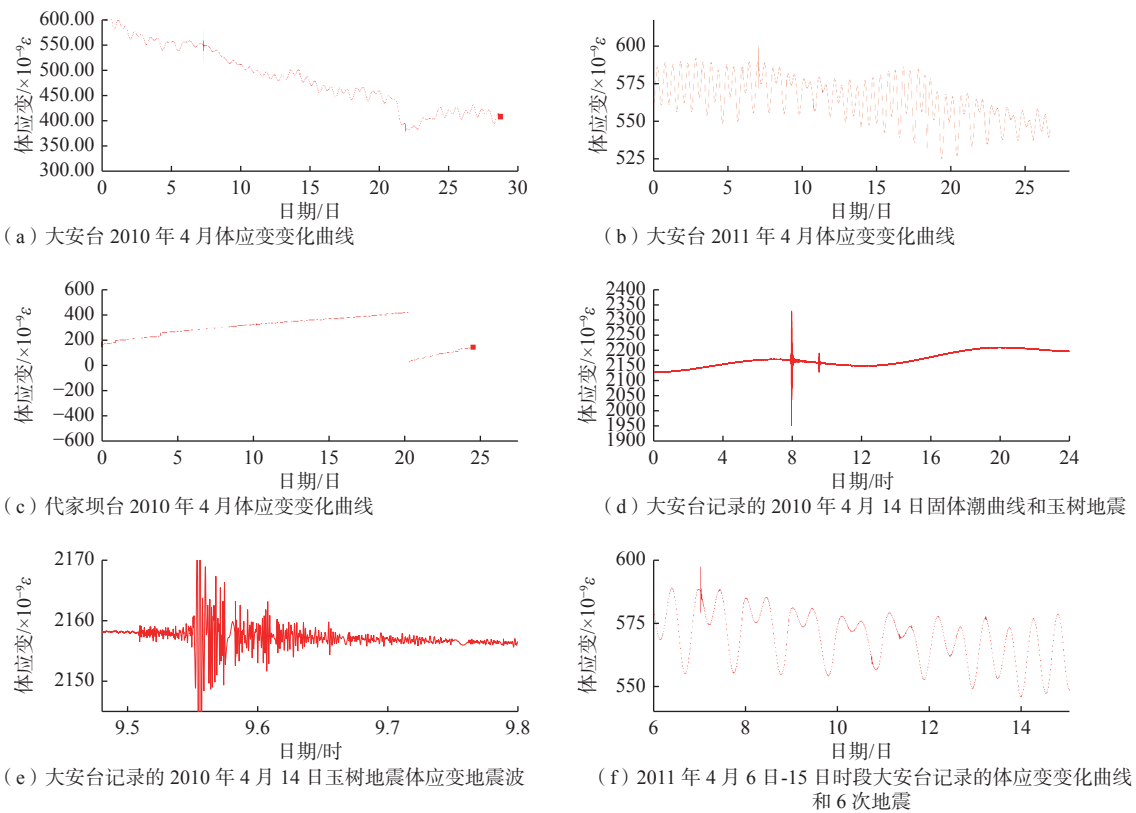 600.00
550.00
500.00
450.00
400.00
350.00
300.00
体应变/×10⁻⁹ε
0 5 10 15 20 25 30
日期/日
（a）大安台 2010 年 4 月体应变变化曲线
600
575
550
525
体应变/×10⁻⁹ε
0 5 10 15 20 25
日期/日
（b）大安台 2011 年 4 月体应变变化曲线
600
400
200
0
−200
−400
−600
体应变/×10⁻⁹ε
0 5 10 15 20 25
日期/日
（c）代家坝台 2010 年 4 月体应变变化曲线
2400
2350
2300
2250
2200
2150
2100
2050
2000
1950
1900
体应变/×10⁻⁹ε
0 4 8 12 16 20 24
日期/时
（d）大安台记录的 2010 年 4 月 14 日固体潮曲线和玉树地震
2170
2160
2150
体应变/×10⁻⁹ε
9.5 9.6 9.7 9.8
日期/时
（e）大安台记录的 2010 年 4 月 14 日玉树地震体应变地震波
600
575
550
体应变/×10⁻⁹ε
6 8 10 12 14
日期/日
（f）2011 年 4 月 6 日-15 日时段大安台记录的体应变变化曲线
和 6 次地震